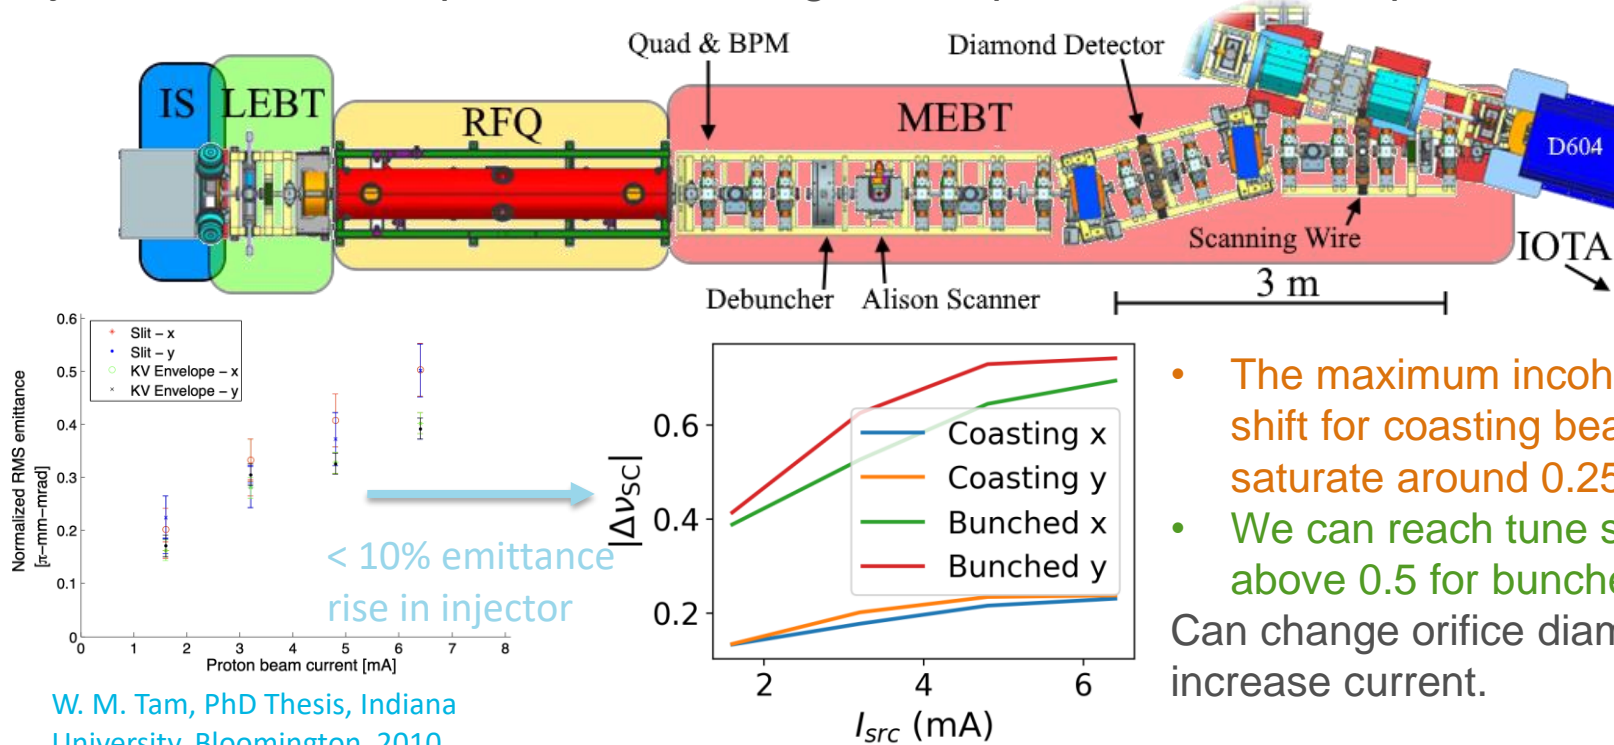 Quad & BPM
Diamond Detector
IS
LEBT
RFQ
MEBT
D604
Scanning Wire
IOTA
Debuncher
Alison Scanner
3 m
Slit – x
Slit – y
KV Envelope – x
KV Envelope – y
Normalized RMS emittance
[π–mm–mrad]
0.6
0.5
0.4
0.3
0.2
0.1
0
0 1 2 3 4 5 6 7 8
Proton beam current [mA]
< 10% emittance
rise in injector
W. M. Tam, PhD Thesis, Indiana
University, Bloomington, 2010
|Δν_SC|
0.6
0.4
0.2
Coasting x
Coasting y
Bunched x
Bunched y
2 4 6
I_src (mA)
• The maximum incoh
shift for coasting bea
saturate around 0.25
• We can reach tune s
above 0.5 for bunche
Can change orifice diam
increase current.